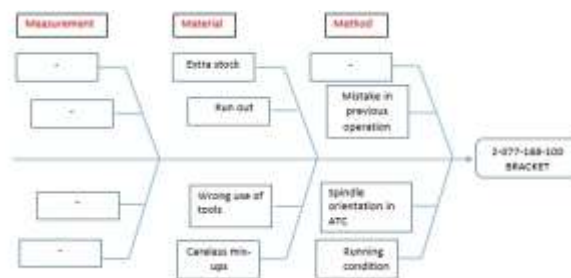 Measurement
Material
Method
-
Extra stock
-
-
Run out
Mistake in
previous
operation
2-077-188-100
BRACKET
-
Wrong use of
tools
Spindle
orientation in
ATC
-
Careless mix-
ups
Running
condition